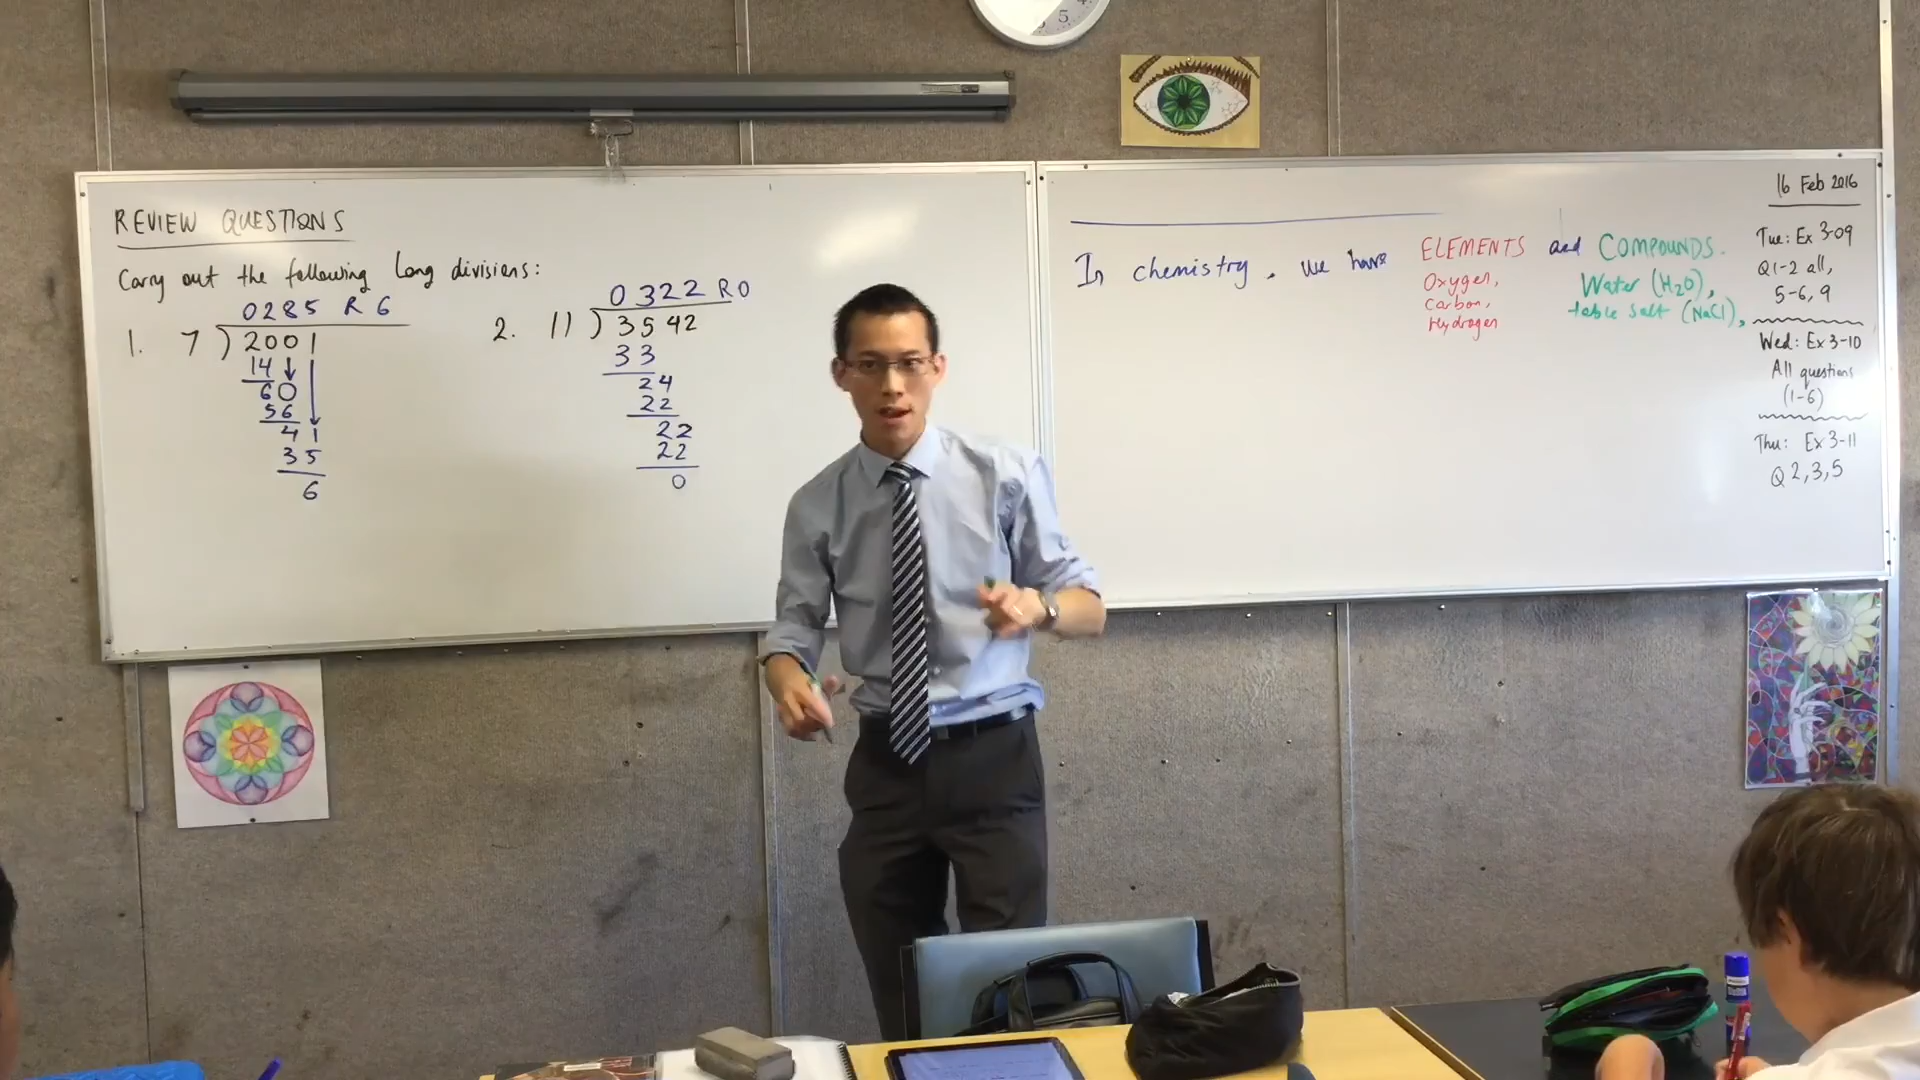 REVIEW QUESTIONS
Carry out the following long divisions:
0285 R 6
1. 7 ) 2001
14
60
56
41
35
6
0322 R0
2. 11 ) 3542
33
24
22
22
22
0
In chemistry, we have ELEMENTS and COMPOUNDS.
Oxygen,
Carbon,
Hydrogen
Water (H2O),
table salt (NaCl),
16 Feb 2016
Tue: Ex 3-09
Q1-2 all,
5-6, 9
Wed: Ex 3-10
All questions
(1-6)
Thu: Ex 3-11
Q 2,3,5